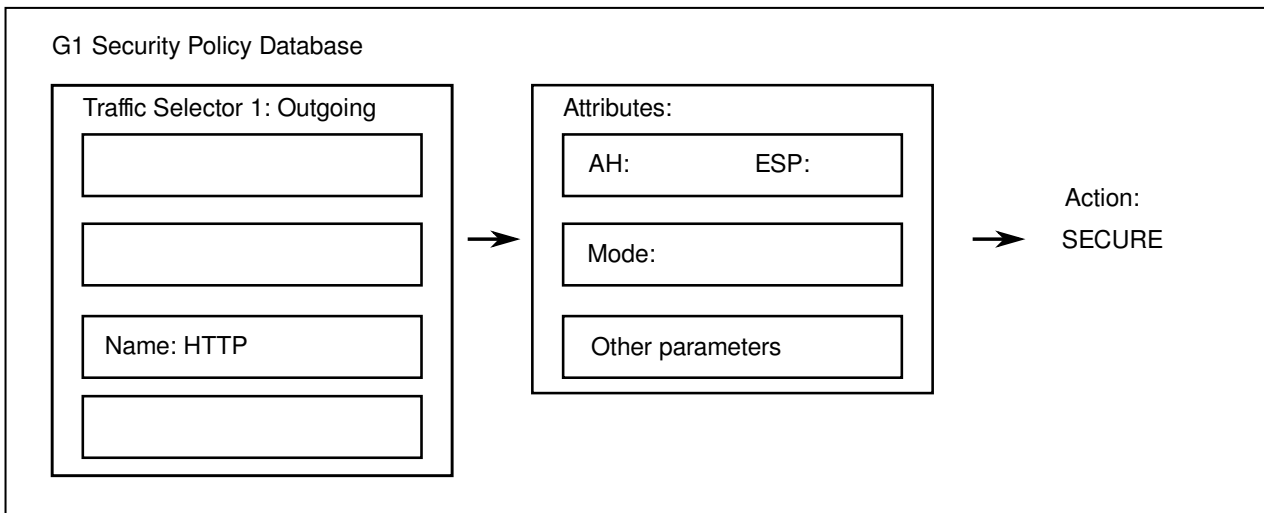 G1 Security Policy Database
Traffic Selector 1: Outgoing
Name: HTTP
Attributes:
AH: ESP:
Mode:
Other parameters
Action:
SECURE